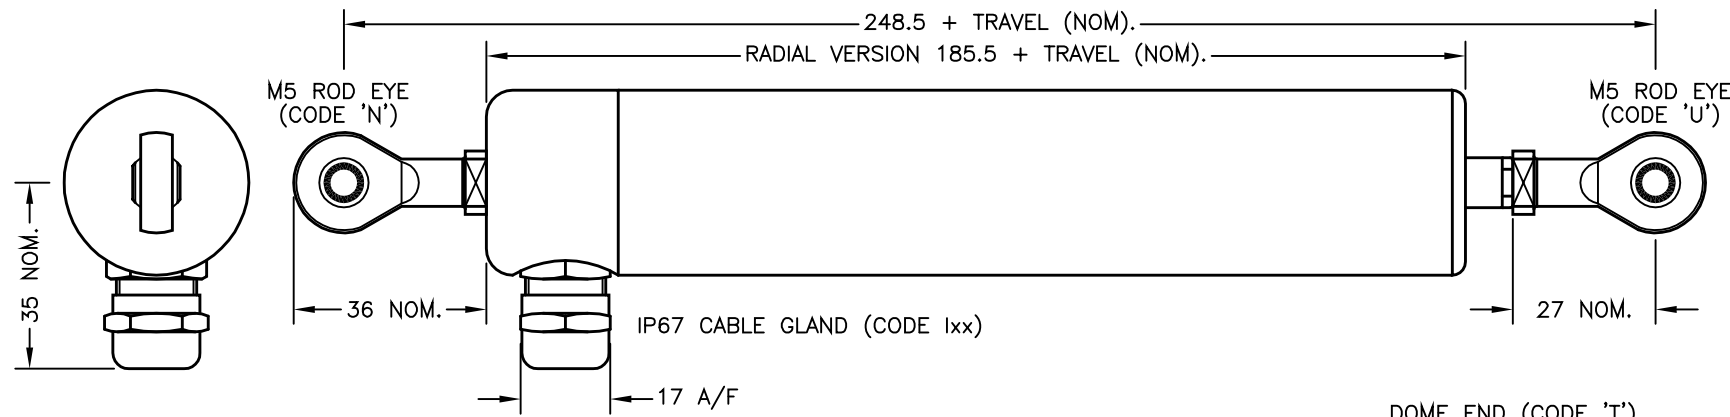 248.5 + TRAVEL (NOM).
RADIAL VERSION 185.5 + TRAVEL (NOM).
M5 ROD EYE
(CODE 'N')
M5 ROD EYE
(CODE 'U')
35 NOM.
36 NOM.
27 NOM.
IP67 CABLE GLAND (CODE Ixx)
17 A/F
DOME END (CODE 'T')